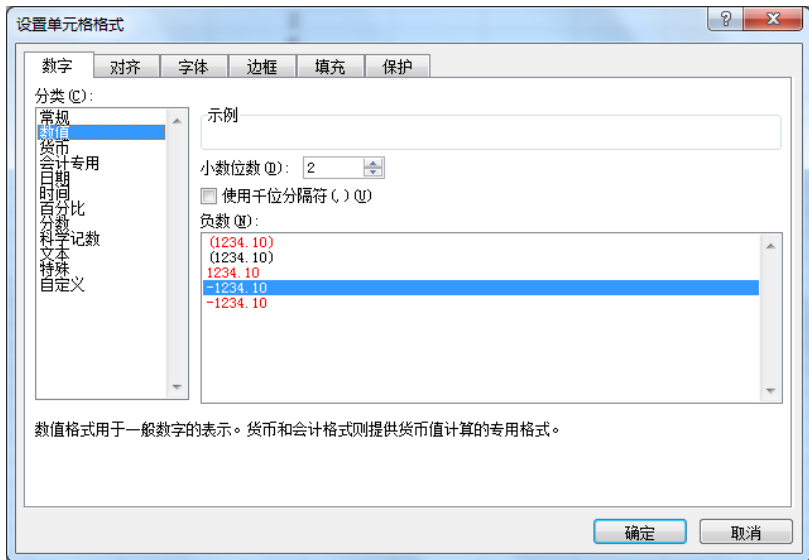 设置单元格格式
?
数字 对齐 字体 边框 填充 保护
分类(C):
常规
数值
货币
会计专用
日期
时间
百分比
分数
科学记数
文本
特殊
自定义
示例
小数位数(D): 2
使用千位分隔符(,)(U)
负数(N):
(1234.10)
(1234.10)
1234.10
-1234.10
-1234.10
数值格式用于一般数字的表示。货币和会计格式则提供货币值计算的专用格式。
确定 取消